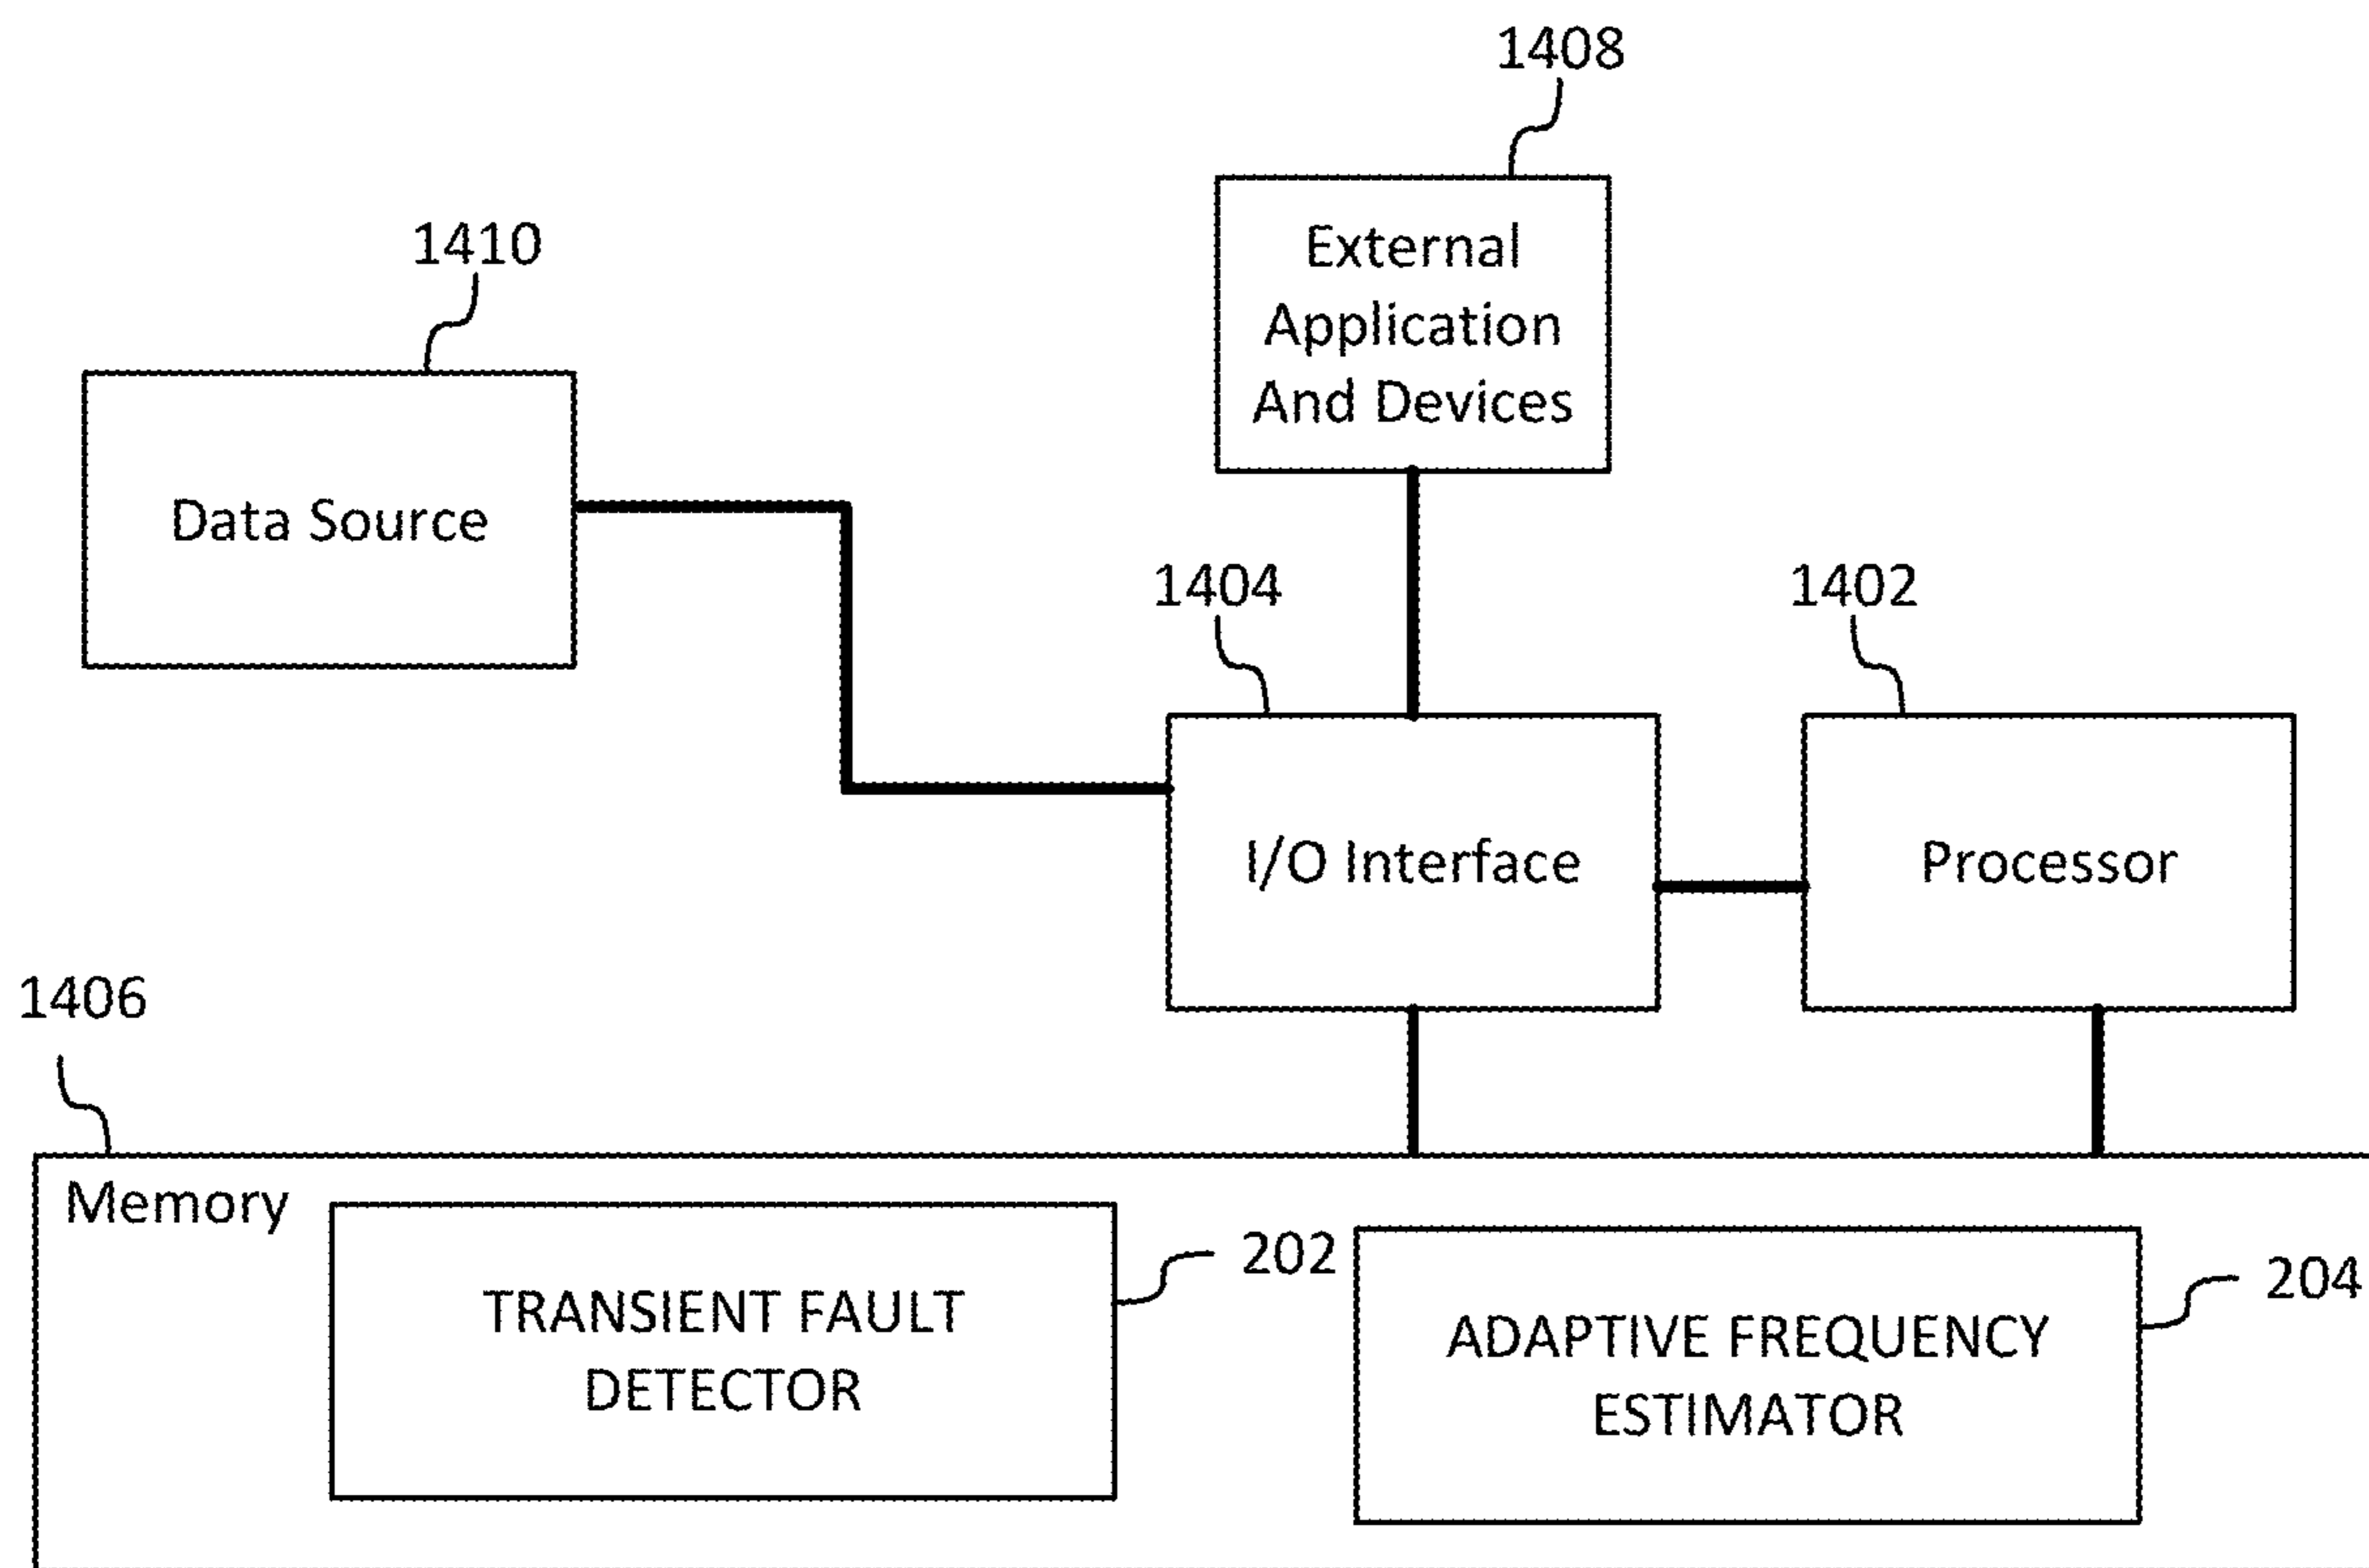 1408
External
Application
And Devices
1410
Data Source
1404
1402
I/O Interface
Processor
1406
Memory
TRANSIENT FAULT
DETECTOR
202
ADAPTIVE FREQUENCY
ESTIMATOR
204